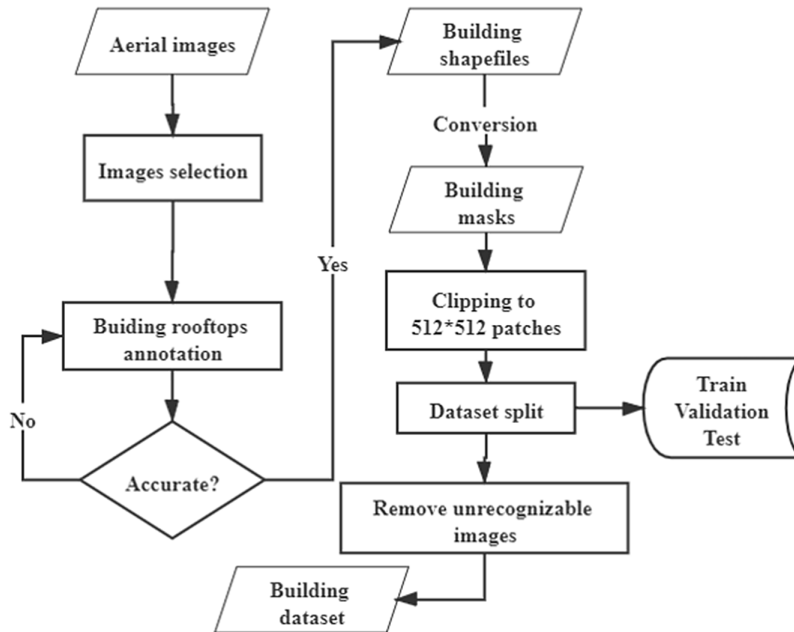 Aerial images
Images selection
Buiding rooftops
annotation
No
Accurate?
Yes
Building
shapefiles
Conversion
Building
masks
Clipping to
512*512 patches
Dataset split
Train
Validation
Test
Remove unrecognizable
images
Building
dataset